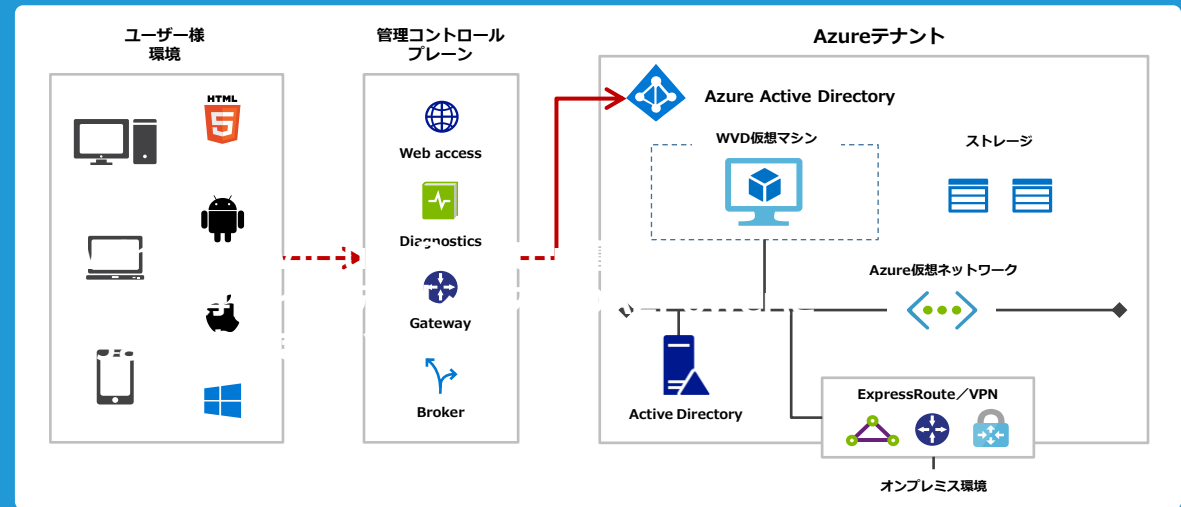 ユーザー様
環境
管理コントロール
プレーン
Azureテナント
HTML
5
Web access
Diagnostics
Gateway
Broker
Azure Active Directory
WVD仮想マシン
ストレージ
Azure仮想ネットワーク
Active Directory
ExpressRoute／VPN
オンプレミス環境